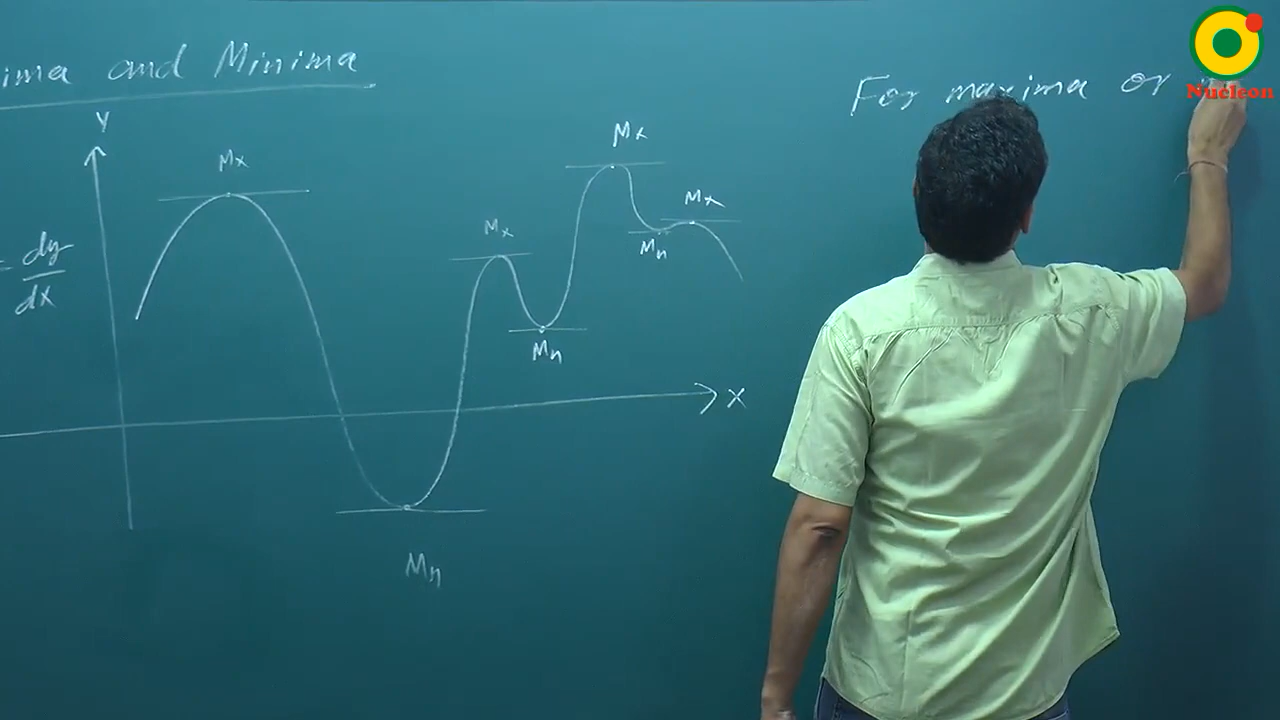 ima and Minima
For maxima or
Nucleon
Y
Mx
Mx
Mx
Mx
Mn
= dy
dx
Mn
X
Mn